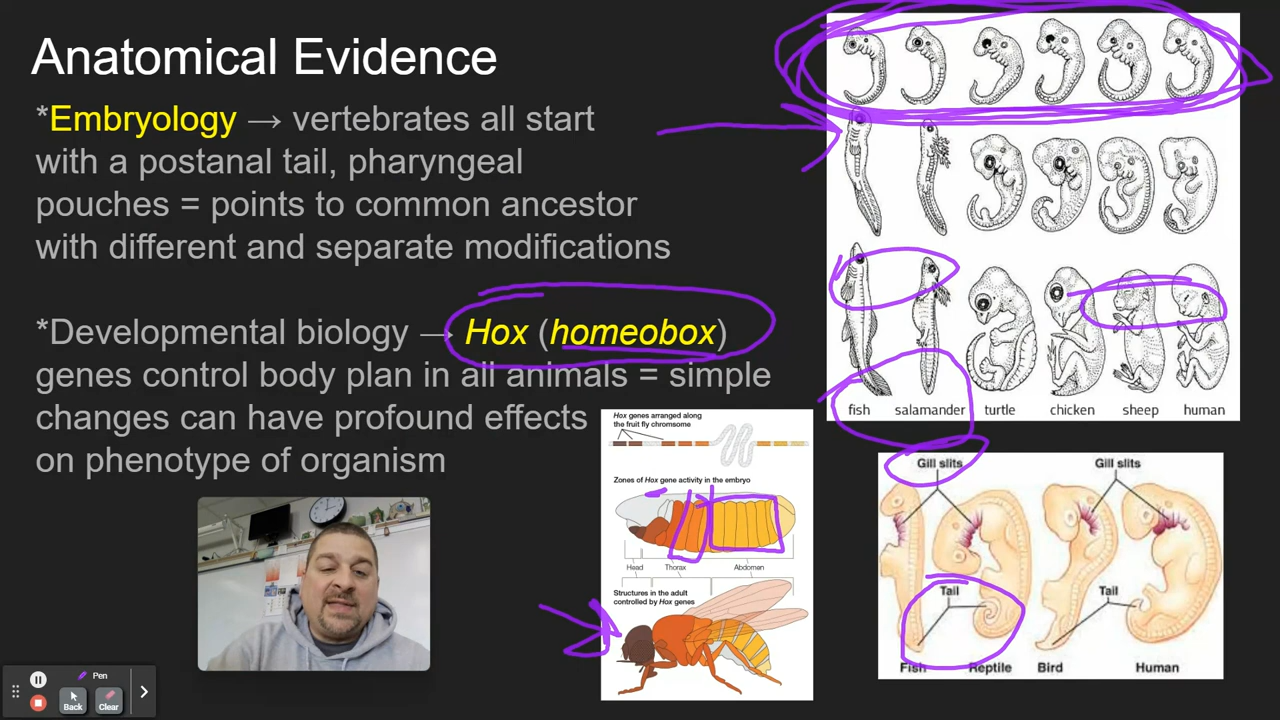 Anatomical Evidence
*Embryology → vertebrates all start
with a postanal tail, pharyngeal
pouches = points to common ancestor
with different and separate modifications
*Developmental biology → Hox (homeobox)
genes control body plan in all animals = simple
changes can have profound effects
on phenotype of organism
fish salamander turtle chicken sheep human
Hox genes arranged along
the fruit fly chromsome
Zones of Hox gene activity in the embryo
Head Thorax Abdomen
Structures in the adult
controlled by Hox genes
Gill slits Gill slits
Tail Tail
Fish Reptile Bird Human
Pen
Back Clear